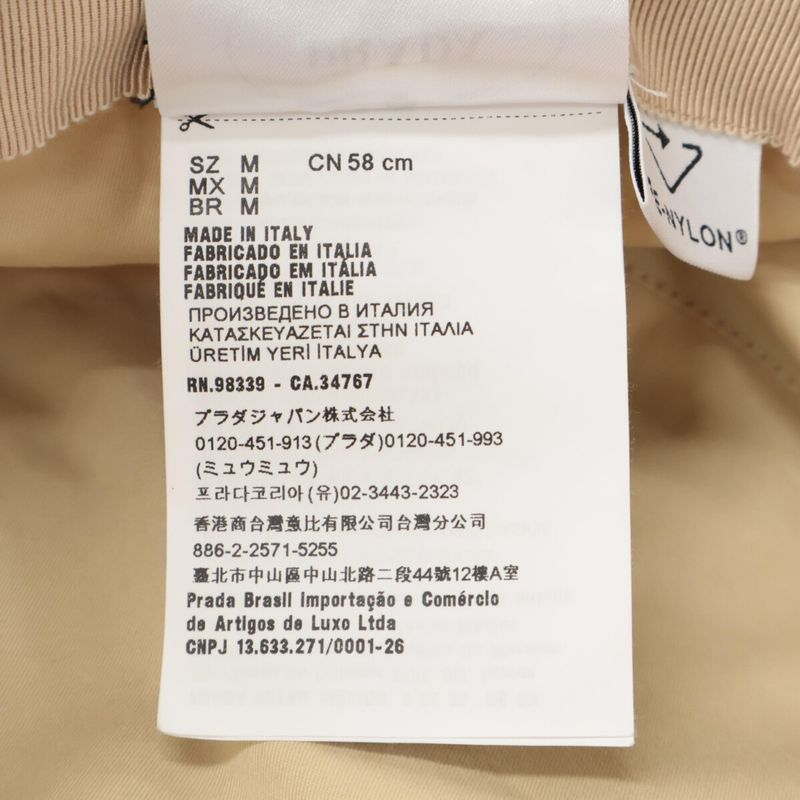 PRADA
SZ M CN 58 cm
MX M
BR M
MADE IN ITALY
FABRICADO EN ITALIA
FABRICADO EM ITÁLIA
FABRIQUÉ EN ITALIE
ПРОИЗВЕДЕНО В ИТАЛИЯ
ΚΑΤΑΣΚΕΥΑΖΕΤΑΙ ΣΤΗΝ ΙΤΑΛΙΑ
ÜRETİM YERİ İTALYA
RN.98339 - CA.34767
プラダジャパン株式会社
0120-451-913(プラダ)0120-451-993
(ミュウミュウ)
프라다코리아(유)02-3443-2323
香港商台灣意比有限公司台灣分公司
886-2-2571-5255
臺北市中山區中山北路二段44號12樓A室
Prada Brasil Importação e Comércio
de Artigos de Luxo Ltda
CNPJ 13.633.271/0001-26
E-NYLON®